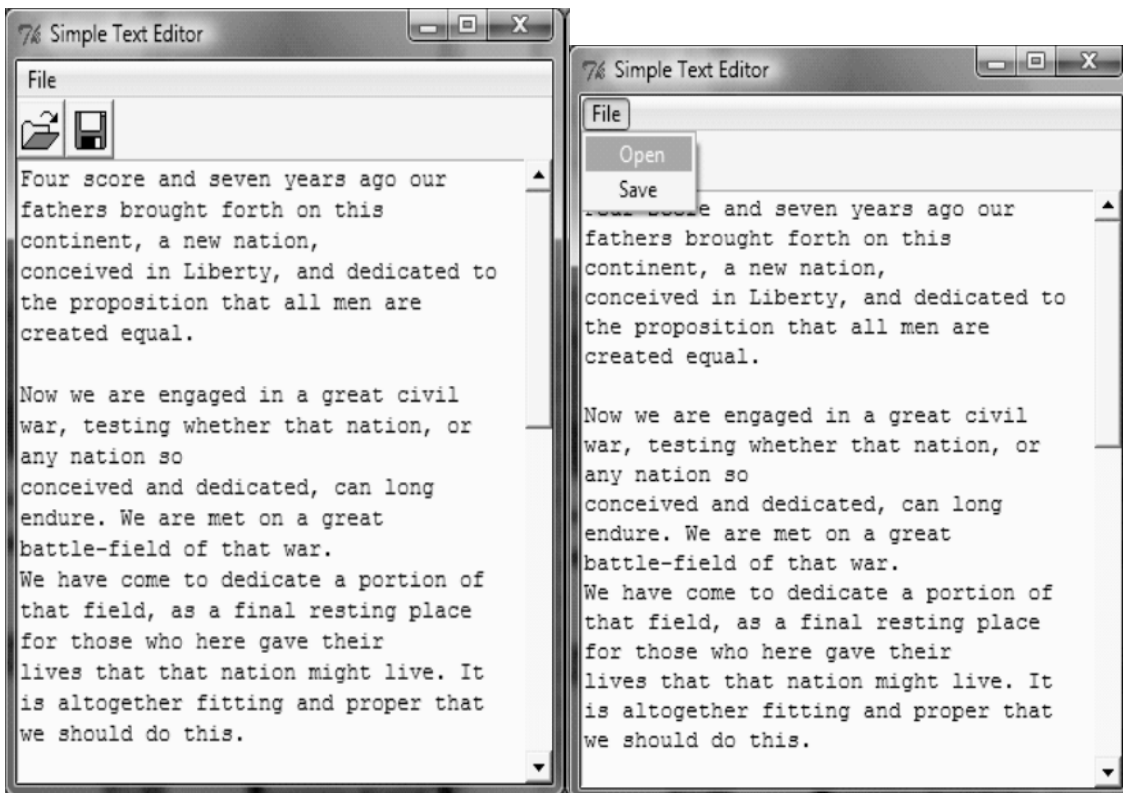 Simple Text Editor
File
Four score and seven years ago our
fathers brought forth on this
continent, a new nation,
conceived in Liberty, and dedicated to
the proposition that all men are
created equal.
Now we are engaged in a great civil
war, testing whether that nation, or
any nation so
conceived and dedicated, can long
endure. We are met on a great
battle-field of that war.
We have come to dedicate a portion of
that field, as a final resting place
for those who here gave their
lives that that nation might live. It
is altogether fitting and proper that
we should do this.
Simple Text Editor
File
Open
Save
score and seven years ago our
fathers brought forth on this
continent, a new nation,
conceived in Liberty, and dedicated to
the proposition that all men are
created equal.
Now we are engaged in a great civil
war, testing whether that nation, or
any nation so
conceived and dedicated, can long
endure. We are met on a great
battle-field of that war.
We have come to dedicate a portion of
that field, as a final resting place
for those who here gave their
lives that that nation might live. It
is altogether fitting and proper that
we should do this.